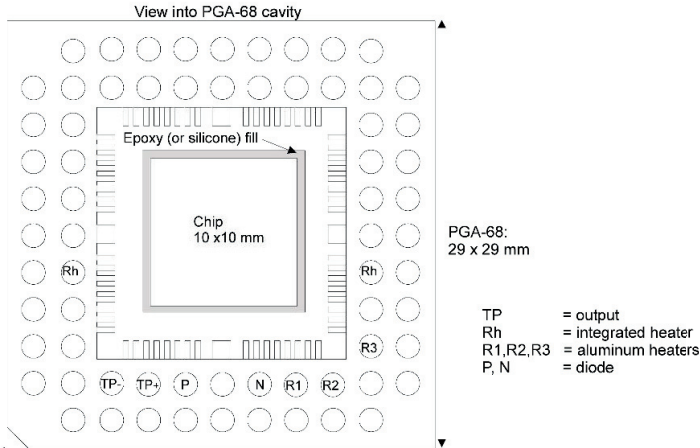 View into PGA-68 cavity
Epoxy (or silicone) fill
Chip
10 x10 mm
PGA-68:
29 x 29 mm
Rh
Rh
TP = output
Rh = integrated heater
R1,R2,R3 = aluminum heaters
P, N = diode
R3
TP- TP+ P N R1 R2